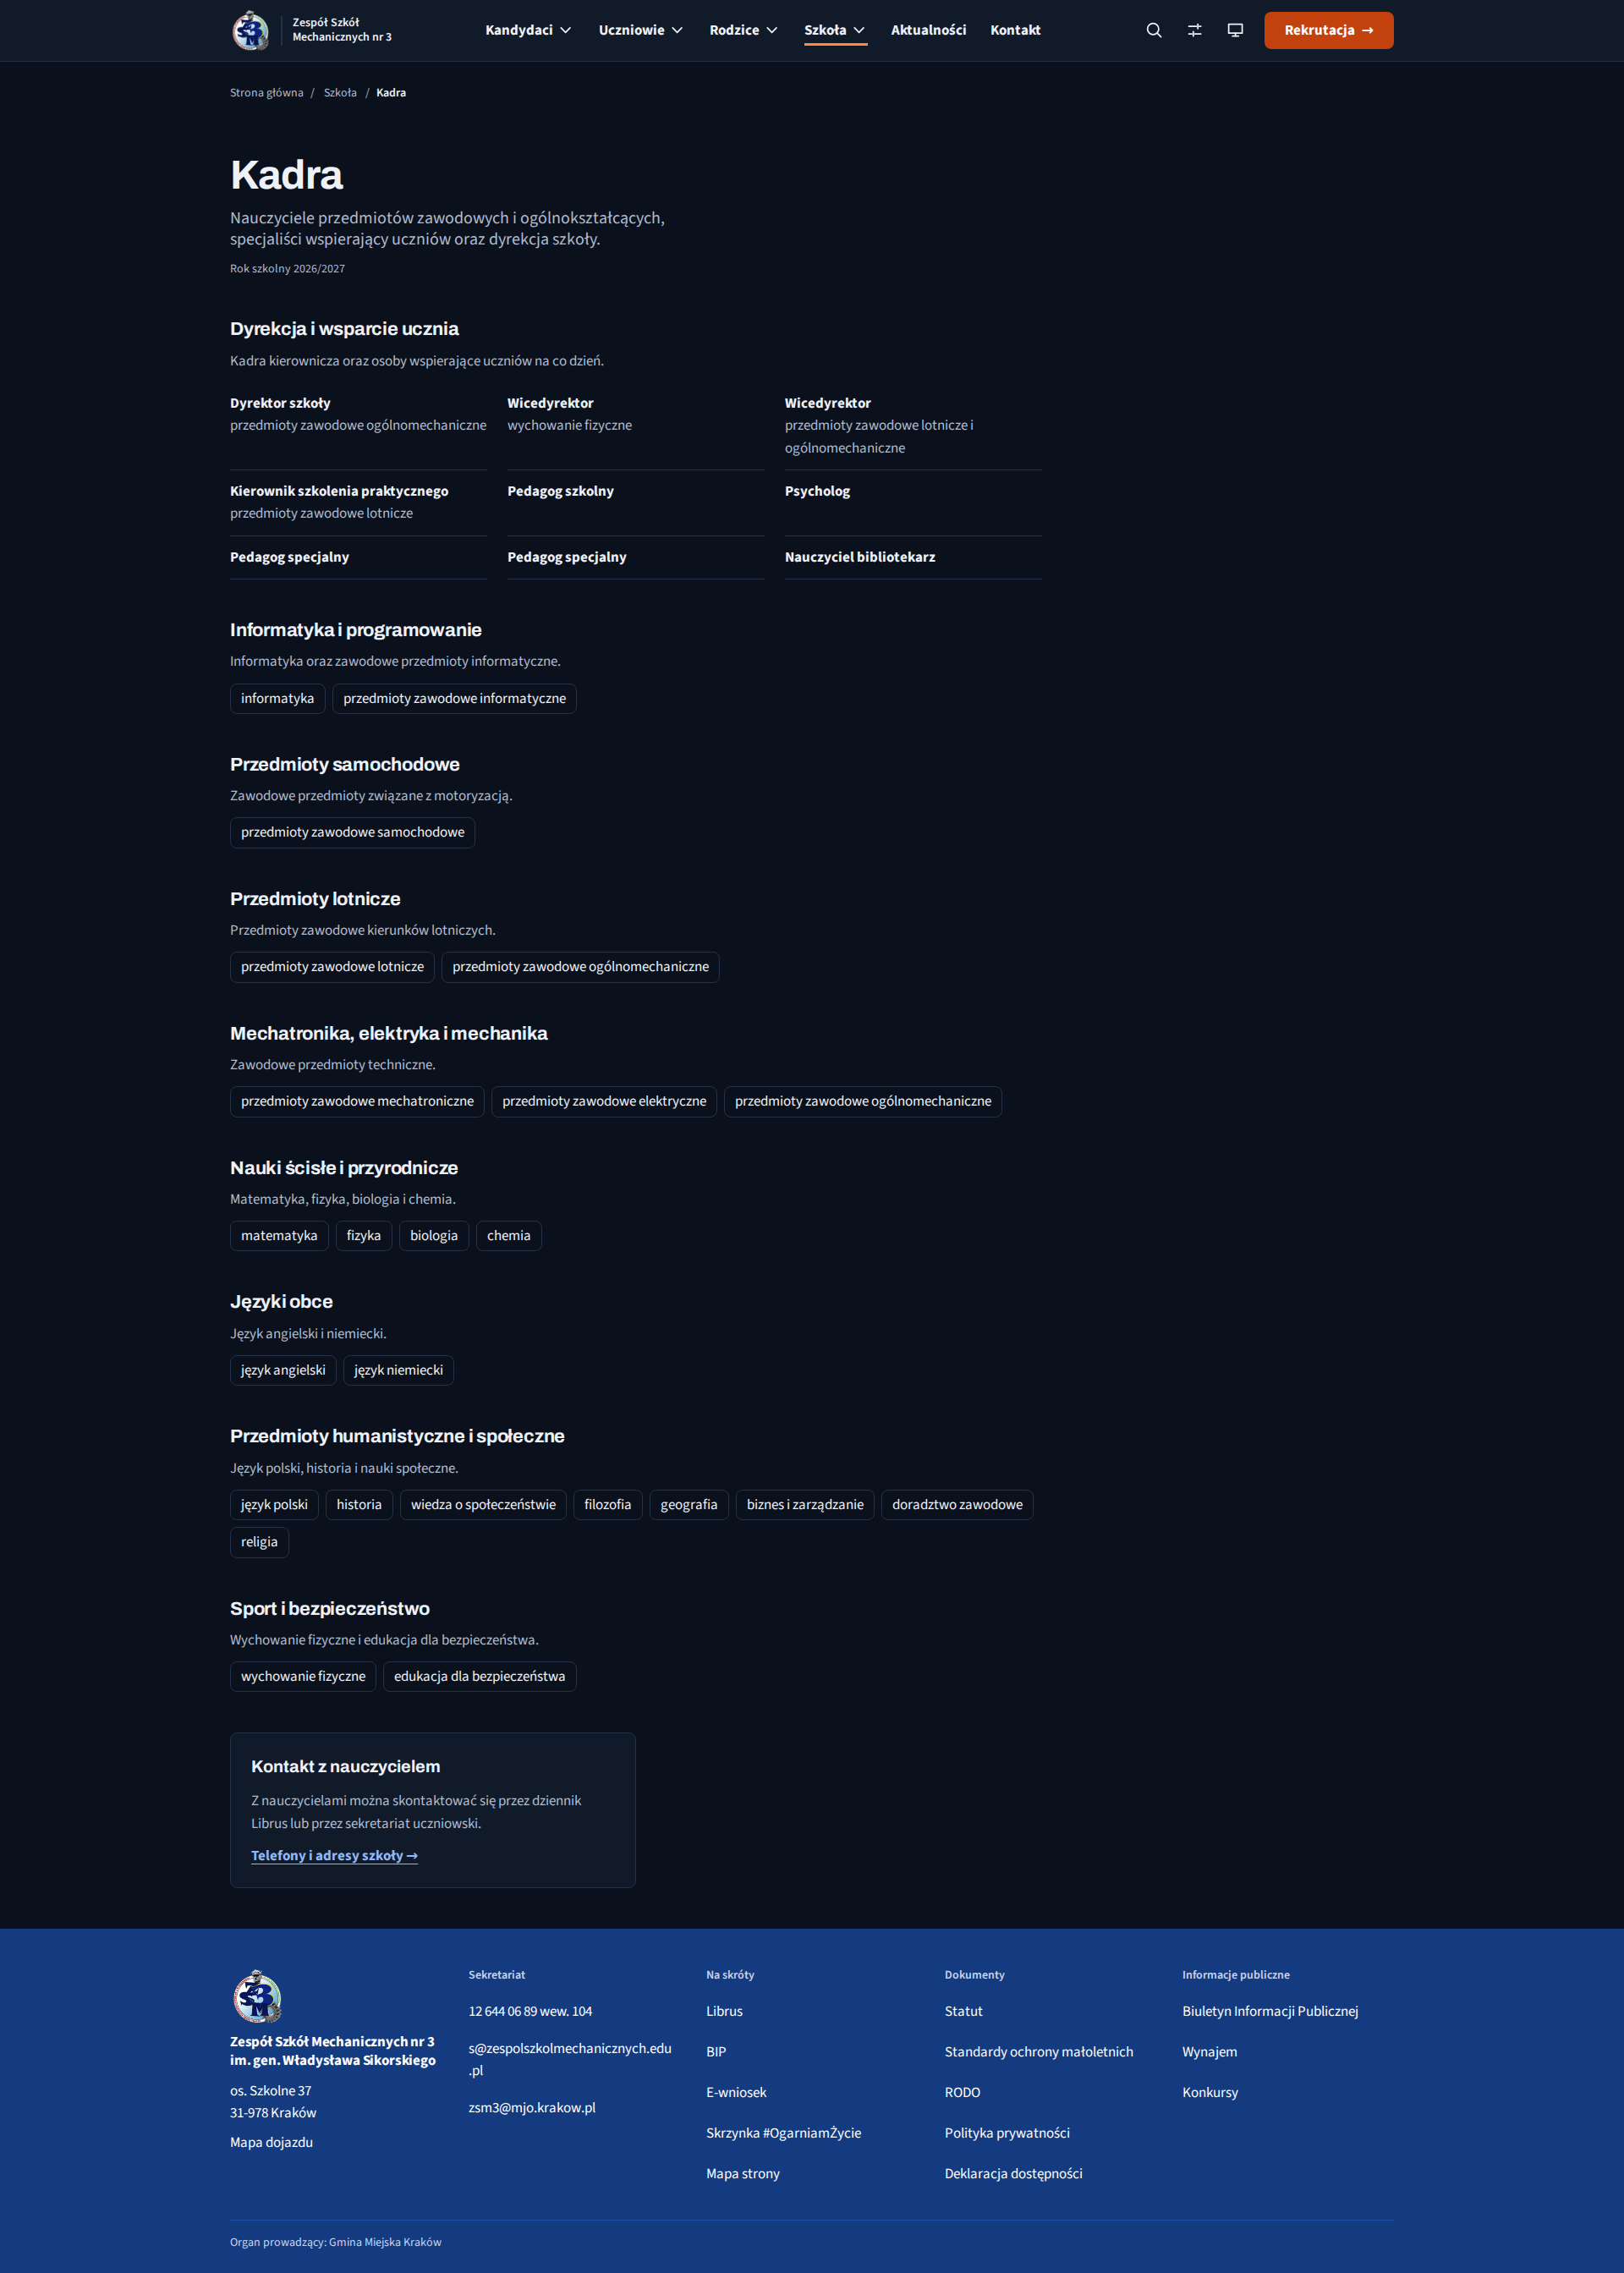 Zespół Szkół
Mechanicznych nr 3
Kandydaci
Uczniowie
Rodzice
Szkoła
Aktualności
Kontakt
Rekrutacja →
Strona główna / Szkoła / Kadra
Kadra
Nauczyciele przedmiotów zawodowych i ogólnokształcących,
specjaliści wspierający uczniów oraz dyrekcja szkoły.
Rok szkolny 2026/2027
Dyrekcja i wsparcie ucznia
Kadra kierownicza oraz osoby wspierające uczniów na co dzień.
Dyrektor szkoły
przedmioty zawodowe ogólnomechaniczne
Wicedyrektor
wychowanie fizyczne
Wicedyrektor
przedmioty zawodowe lotnicze i
ogólnomechaniczne
Kierownik szkolenia praktycznego
przedmioty zawodowe lotnicze
Pedagog szkolny
Psycholog
Pedagog specjalny
Pedagog specjalny
Nauczyciel bibliotekarz
Informatyka i programowanie
Informatyka oraz zawodowe przedmioty informatyczne.
informatyka
przedmioty zawodowe informatyczne
Przedmioty samochodowe
Zawodowe przedmioty związane z motoryzacją.
przedmioty zawodowe samochodowe
Przedmioty lotnicze
Przedmioty zawodowe kierunków lotniczych.
przedmioty zawodowe lotnicze
przedmioty zawodowe ogólnomechaniczne
Mechatronika, elektryka i mechanika
Zawodowe przedmioty techniczne.
przedmioty zawodowe mechatroniczne
przedmioty zawodowe elektryczne
przedmioty zawodowe ogólnomechaniczne
Nauki ścisłe i przyrodnicze
Matematyka, fizyka, biologia i chemia.
matematyka
fizyka
biologia
chemia
Języki obce
Język angielski i niemiecki.
język angielski
język niemiecki
Przedmioty humanistyczne i społeczne
Język polski, historia i nauki społeczne.
język polski
historia
wiedza o społeczeństwie
filozofia
geografia
biznes i zarządzanie
doradztwo zawodowe
religia
Sport i bezpieczeństwo
Wychowanie fizyczne i edukacja dla bezpieczeństwa.
wychowanie fizyczne
edukacja dla bezpieczeństwa
Kontakt z nauczycielem
Z nauczycielami można skontaktować się przez dziennik
Librus lub przez sekretariat uczniowski.
Telefony i adresy szkoły →
Zespół Szkół Mechanicznych nr 3
im. gen. Władysława Sikorskiego
os. Szkolne 37
31-978 Kraków
Mapa dojazdu
Sekretariat
12 644 06 89 wew. 104
s@zespolszkolmechanicznych.edu
.pl
zsm3@mjo.krakow.pl
Na skróty
Librus
BIP
E-wniosek
Skrzynka #OgarniamŻycie
Mapa strony
Dokumenty
Statut
Standardy ochrony małoletnich
RODO
Polityka prywatności
Deklaracja dostępności
Informacje publiczne
Biuletyn Informacji Publicznej
Wynajem
Konkursy
Organ prowadzący: Gmina Miejska Kraków